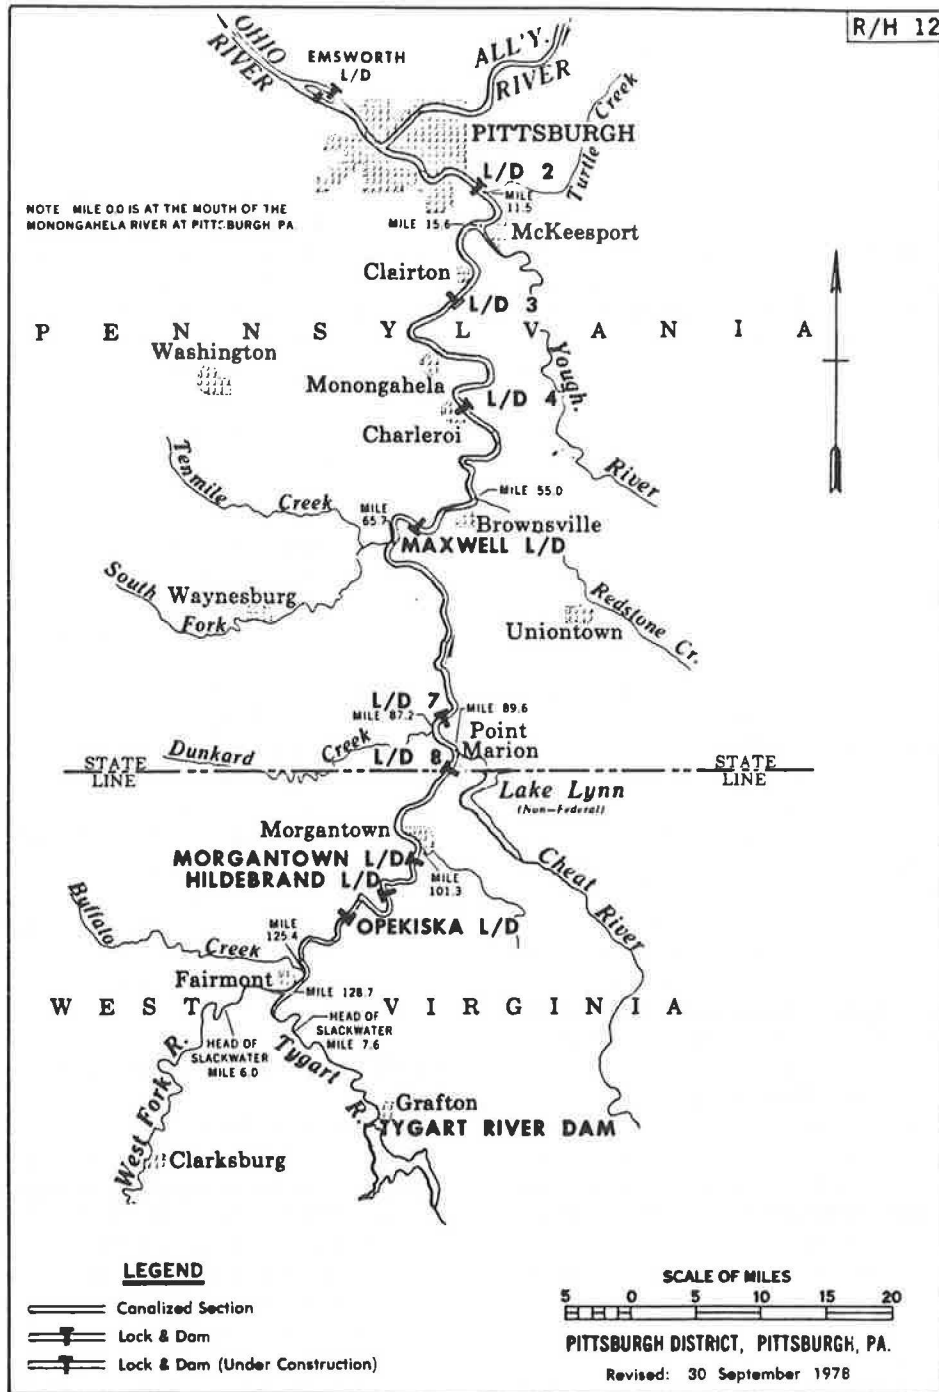 R/H 12
OHIO
RIVER
EMSWORTH
L/D
ALL'Y.
RIVER
PITTSBURGH
Turtle Creek
L/D 2
MILE
11.5
NOTE MILE 0.0 IS AT THE MOUTH OF THE
MONONGAHELA RIVER AT PITTSBURGH PA
MILE 15.6
McKeesport
Clairton
L/D 3
PENNSYLVANIA
Washington
Monongahela
L/D 4
Yough.
River
Charleroi
Tenmile
Creek
MILE
65.7
MILE 55.0
Brownsville
MAXWELL L/D
South
Fork
Waynesburg
Redstone Cr.
Uniontown
L/D 7
MILE 87.2
MILE 89.6
Point
Marion
Dunkard
Creek
L/D 8
STATE
LINE
STATE
LINE
Lake Lynn
(Non-Federal)
Morgantown
MORGANTOWN L/D
HILDEBRAND L/D
MILE
101.3
Cheat
River
OPEKISKA L/D
Buffalo
Creek
MILE
125.4
Fairmont
MILE 128.7
WEST VIRGINIA
HEAD OF
SLACKWATER
MILE 7.6
HEAD OF
SLACKWATER
MILE 6.0
Tygart
R.
West Fork R.
Grafton
TYGART RIVER DAM
Clarksburg
LEGEND
Canalized Section
Lock & Dam
Lock & Dam (Under Construction)
SCALE OF MILES
5 0 5 10 15 20
PITTSBURGH DISTRICT, PITTSBURGH, PA.
Revised: 30 September 1978